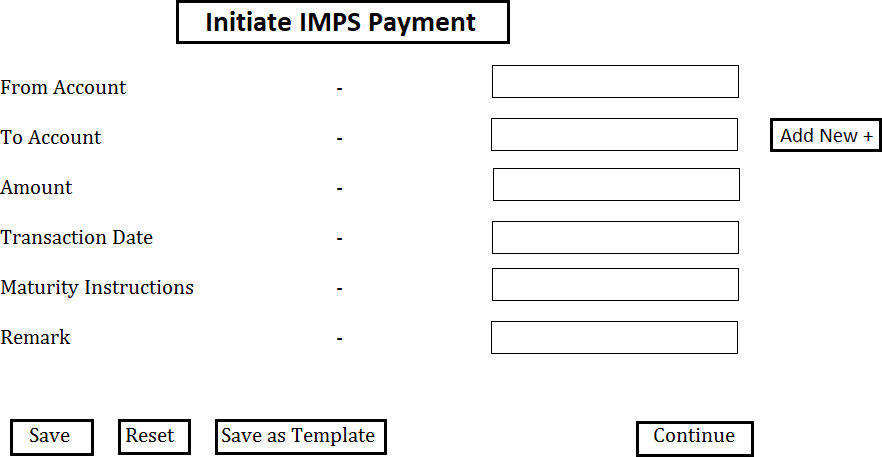 Initiate IMPS Payment
From Account -
To Account - Add New +
Amount -
Transaction Date -
Maturity Instructions -
Remark -
Save Reset Save as Template Continue